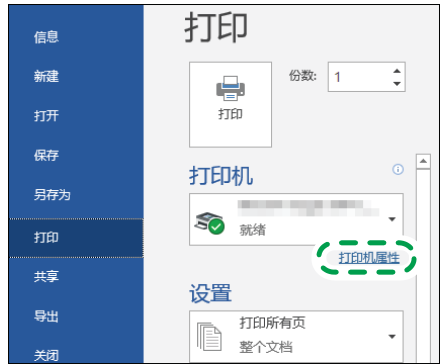 信息
新建
打开
保存
另存为
打印
共享
导出
关闭
打印
打印
份数: 1
打印机
就绪
打印机属性
设置
打印所有页
整个文档